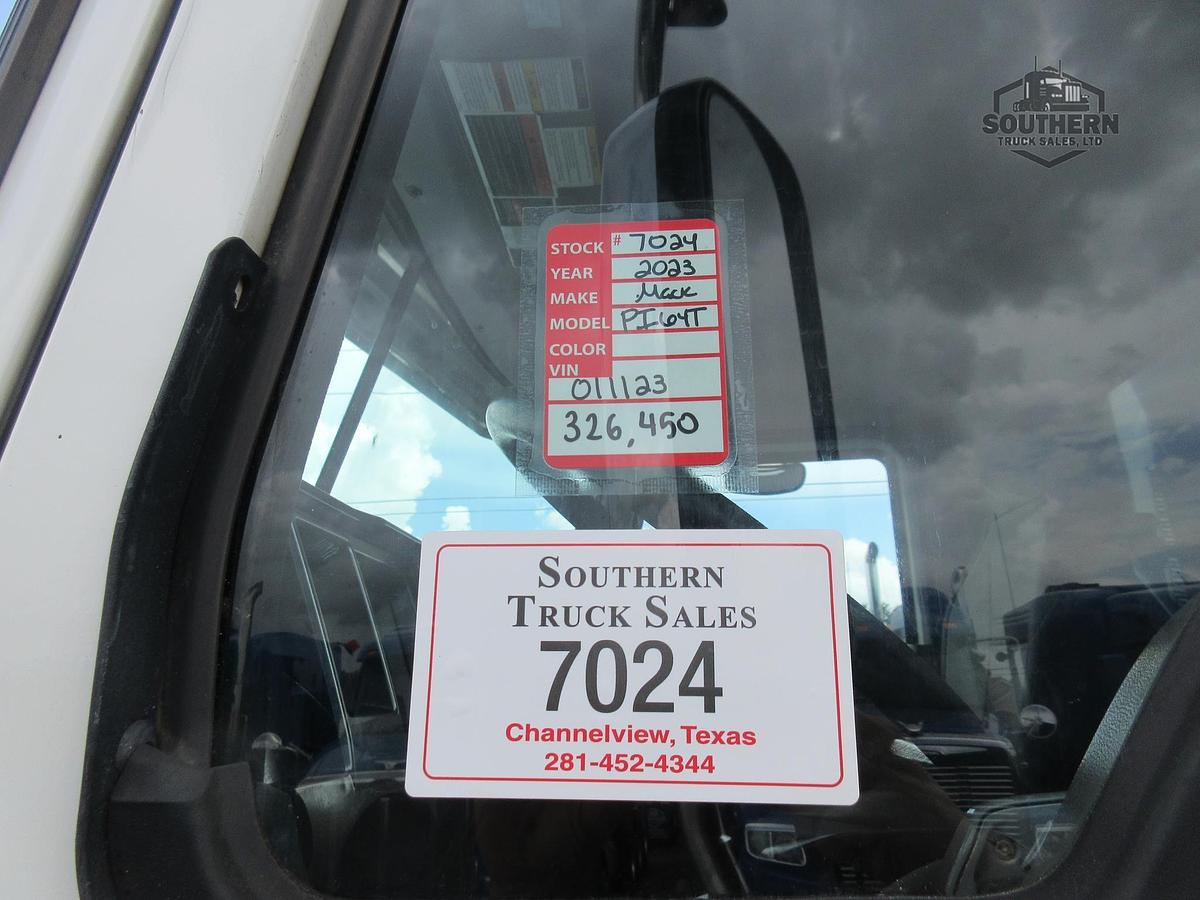 SOUTHERN
TRUCK SALES, LTD
STOCK # 7024
YEAR 2023
MAKE Mack
MODEL PI64T
COLOR
VIN
011123
326,450
SOUTHERN
TRUCK SALES
7024
Channelview, Texas
281-452-4344